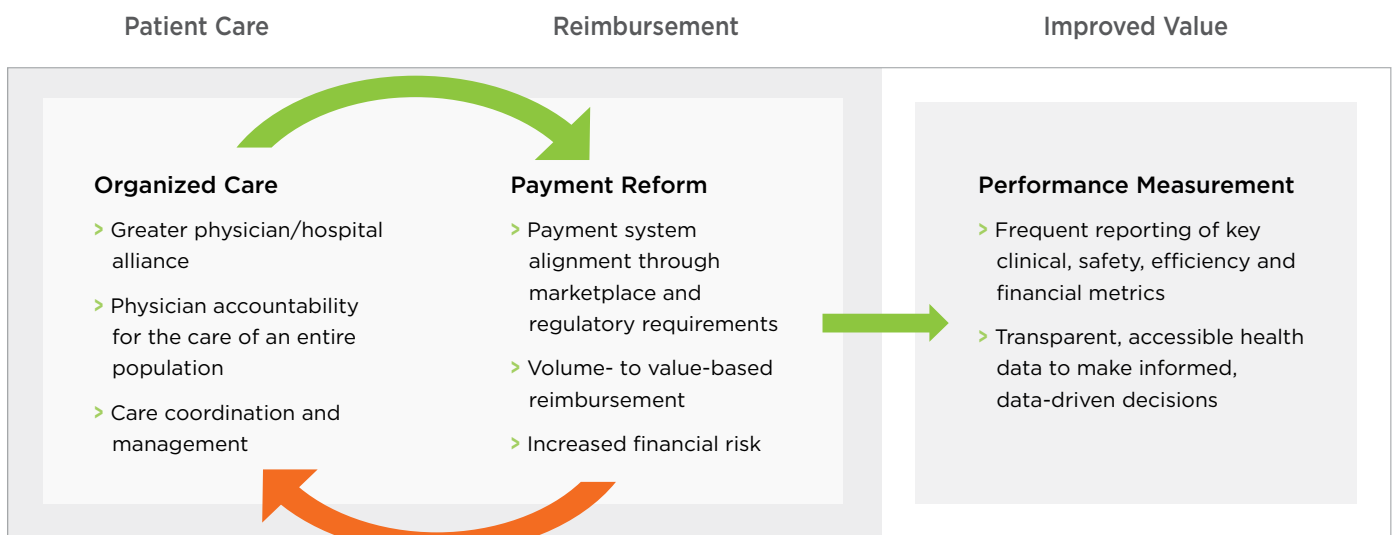 Patient Care
Reimbursement
Improved Value
Organized Care
> Greater physician/hospital
alliance
> Physician accountability
for the care of an entire
population
> Care coordination and
management
Payment Reform
> Payment system
alignment through
marketplace and
regulatory requirements
> Volume- to value-based
reimbursement
> Increased financial risk
Performance Measurement
> Frequent reporting of key
clinical, safety, efficiency and
financial metrics
> Transparent, accessible health
data to make informed,
data-driven decisions